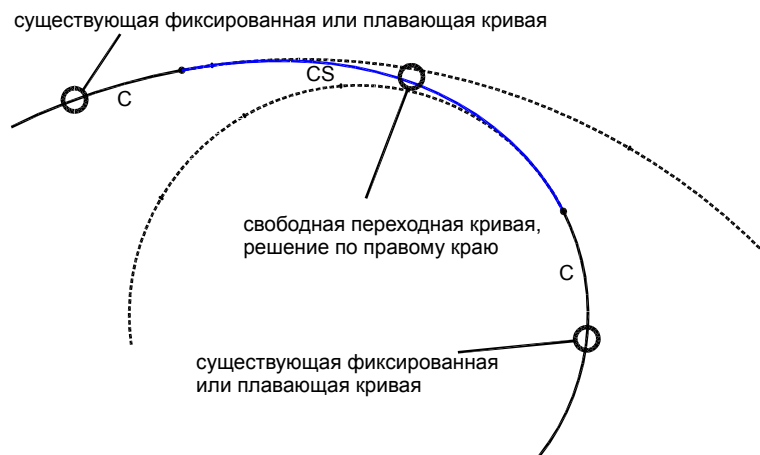 существующая фиксированная или плавающая кривая
C
CS
свободная переходная кривая,
решение по правому краю
C
существующая фиксированная
или плавающая кривая